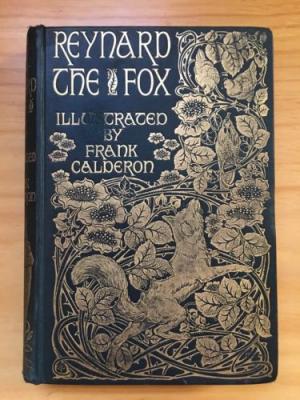 REYNARD
THE FOX
ILLUSTRATED
BY
FRANK
CALDERON